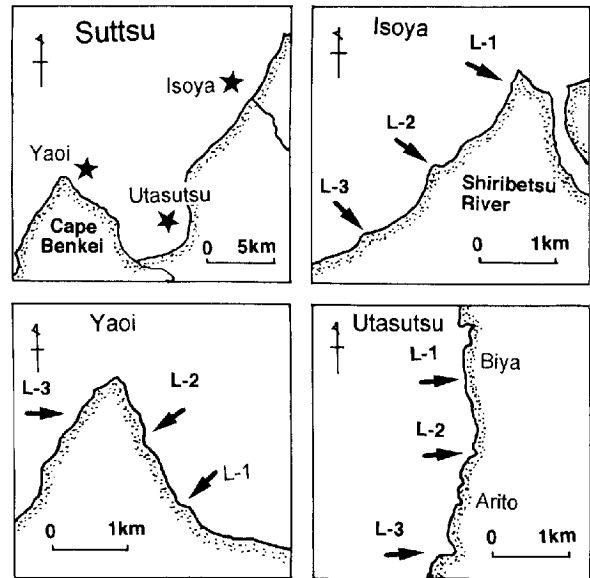 Suttsu
Isoya
Yaoi
Utasutsu
Cape
Benkei
0 5km
Isoya
L-1
L-2
L-3
Shiribetsu
River
0 1km
Yaoi
L-3
L-2
L-1
0 1km
Utasutsu
L-1
Biya
L-2
Arito
L-3
0 1km